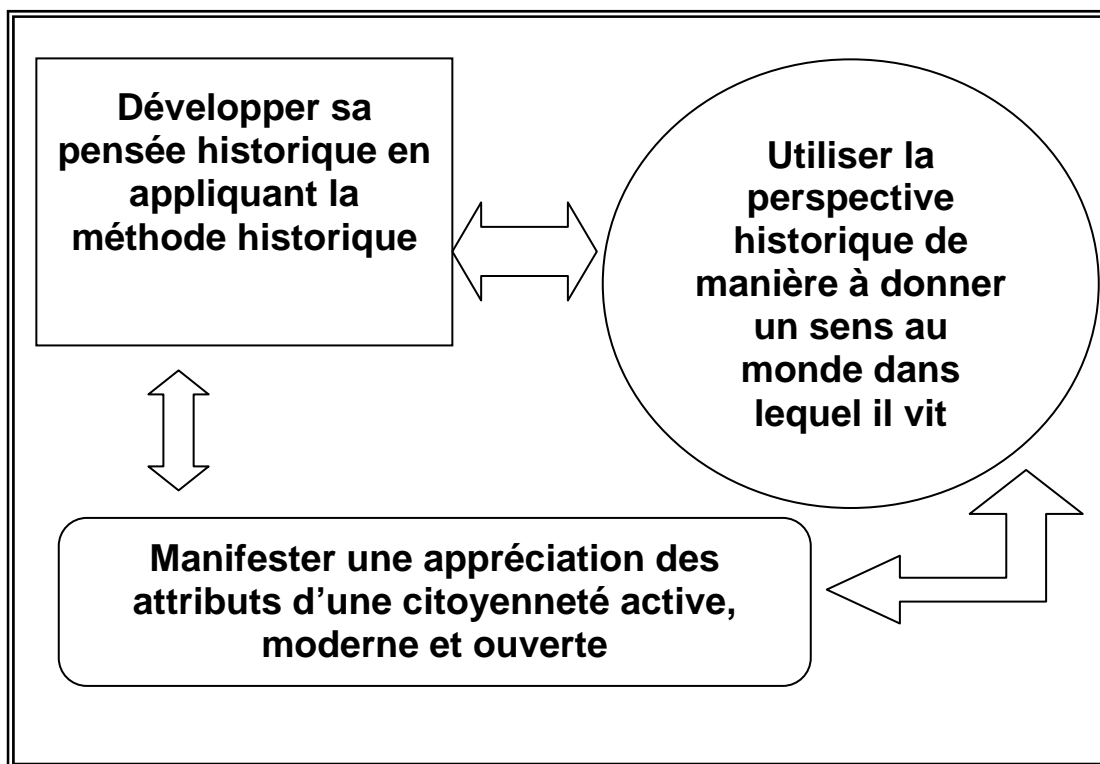 Développer sa
pensée historique en
appliquant la
méthode historique
Utiliser la
perspective
historique de
manière à donner
un sens au
monde dans
lequel il vit
Manifester une appréciation des
attributs d’une citoyenneté active,
moderne et ouverte